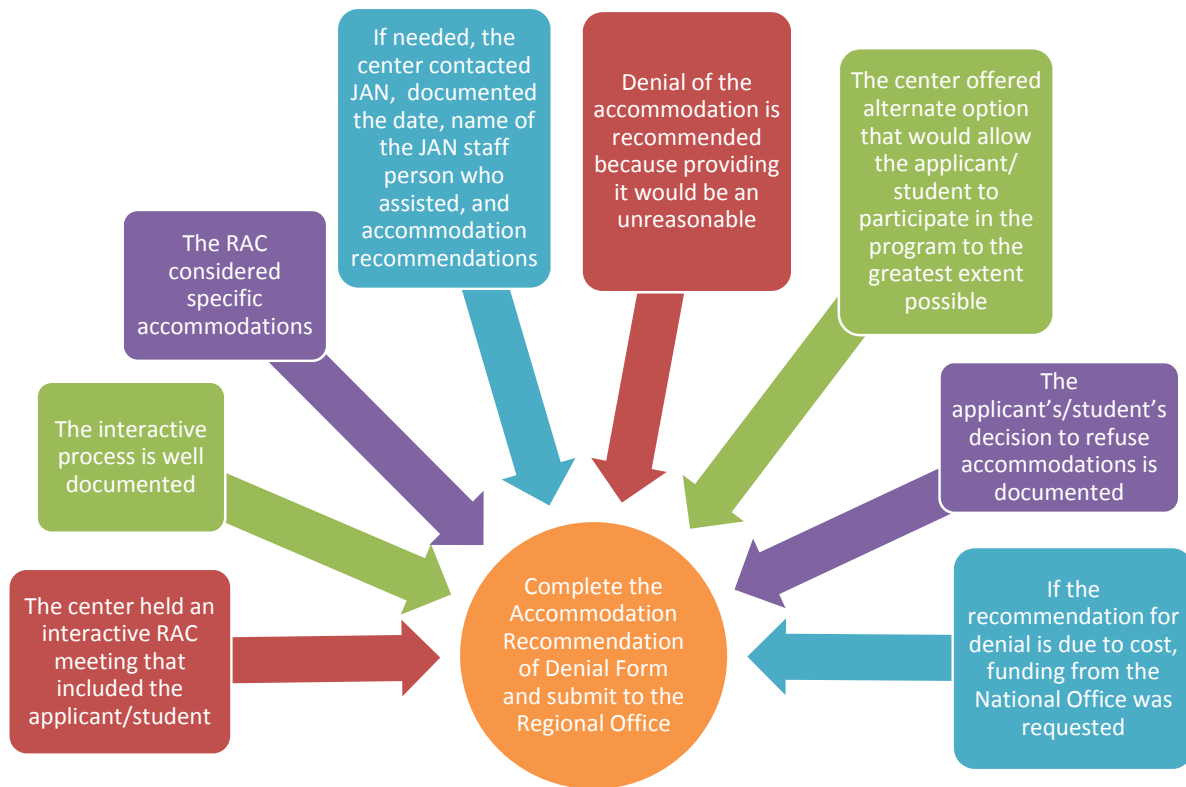 The center held an
interactive RAC
meeting that
included the
applicant/student
The interactive
process is well
documented
The RAC
considered
specific
accommodations
If needed, the
center contacted
JAN, documented
the date, name of
the JAN staff
person who
assisted, and
accommodation
recommendations
Denial of the
accommodation is
recommended
because providing
it would be an
unreasonable
The center offered
alternate option
that would allow
the applicant/
student to
participate in the
program to the
greatest extent
possible
The
applicant’s/student’s
decision to refuse
accommodations is
documented
If the
recommendation for
denial is due to cost,
funding from the
National Office was
requested
Complete the
Accommodation
Recommendation
of Denial Form
and submit to the
Regional Office